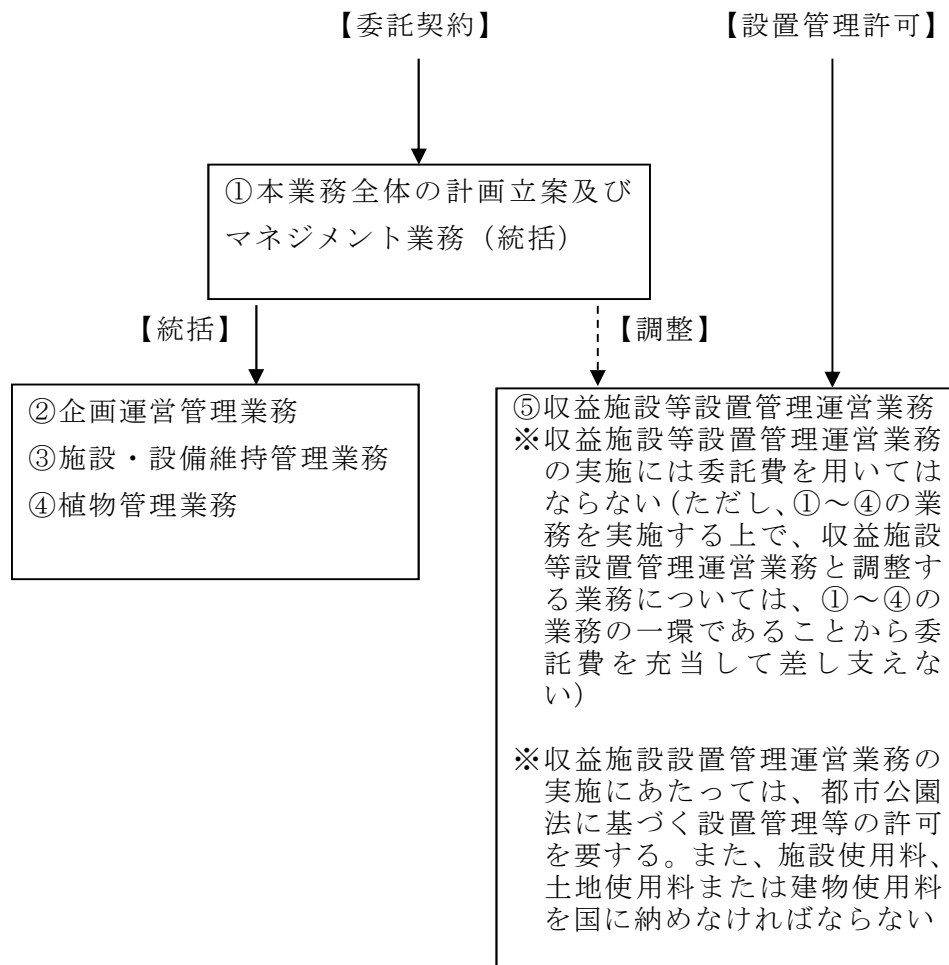 【委託契約】
【設置管理許可】
①本業務全体の計画立案及び
マネジメント業務（統括）
【統括】
【調整】
②企画運営管理業務
③施設・設備維持管理業務
④植物管理業務
⑤収益施設等設置管理運営業務
※収益施設等設置管理運営業務
の実施には委託費を用いては
ならない（ただし、①～④の業
務を実施する上で、収益施設
等設置管理運営業務と調整す
る業務については、①～④の
業務の一環であることから委
託費を充当して差し支えな
い）
※収益施設設置管理運営業務の
実施にあたっては、都市公園
法に基づく設置管理等の許可
を要する。また、施設使用料、
土地使用料または建物使用料
を国に納めなければならない